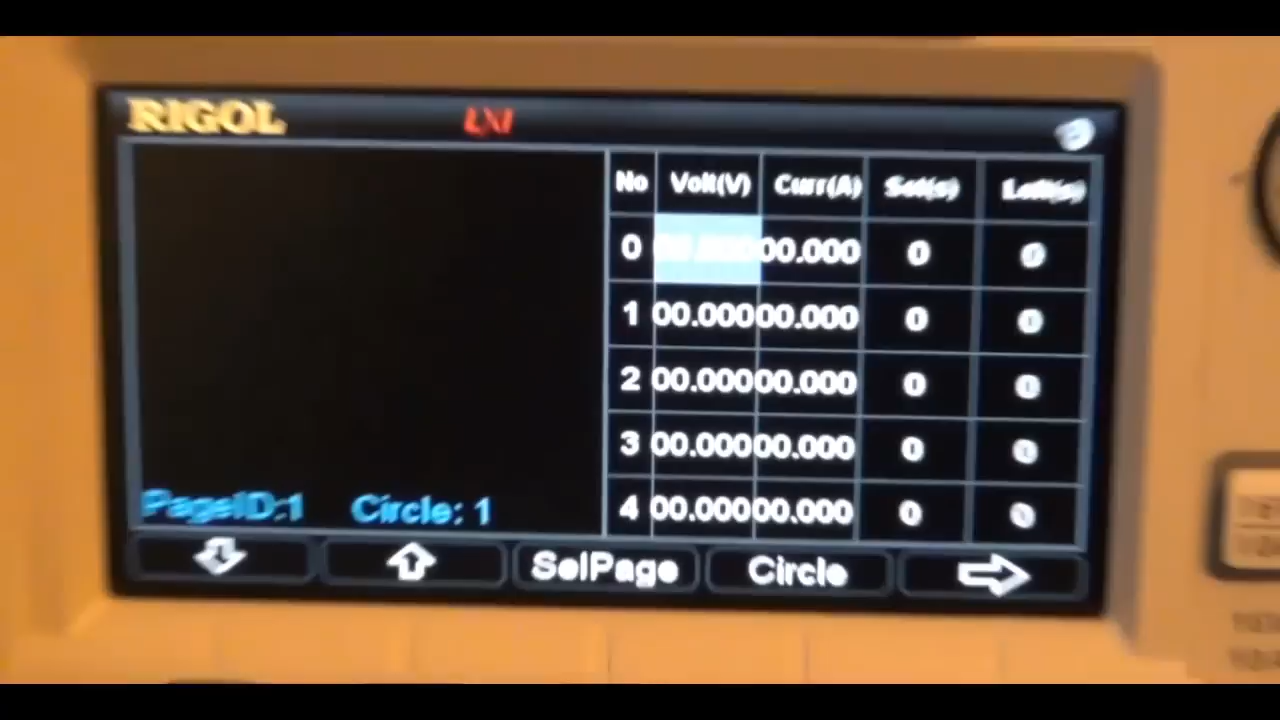 RIGOL LXI
No Volt(V) Curr(A) Set(s) Left(s)
0 00.000 00.000 0 0
1 00.000 00.000 0 0
2 00.000 00.000 0 0
3 00.000 00.000 0 0
4 00.000 00.000 0 0
PageID:1 Circle: 1
SelPage Circle